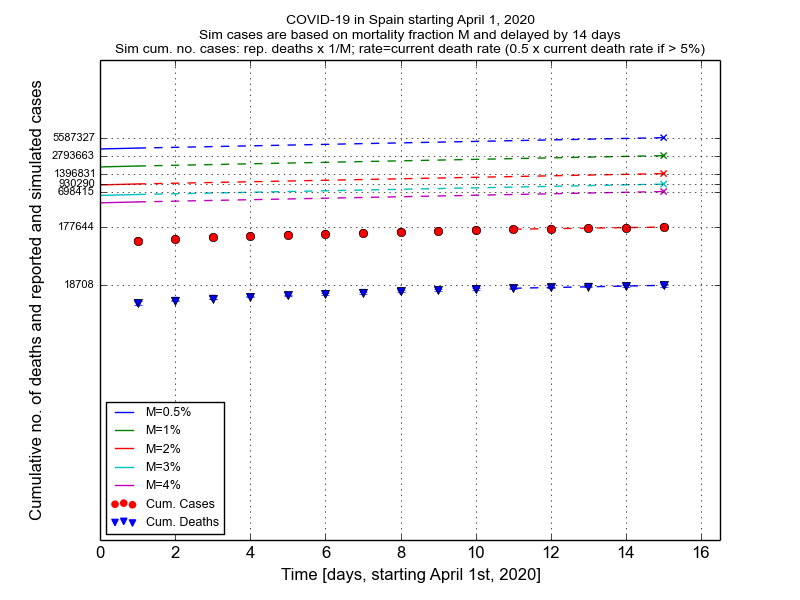 COVID-19 in Spain starting April 1, 2020
Sim cases are based on mortality fraction M and delayed by 14 days
Sim cum. no. cases: rep. deaths x 1/M; rate=current death rate (0.5 x current death rate if > 5%)
Cumulative no. of deaths and reported and simulated cases
5587327
2793663
1396831
930290
698415
177644
18708
M=0.5%
M=1%
M=2%
M=3%
M=4%
Cum. Cases
Cum. Deaths
0 2 4 6 8 10 12 14 16
Time [days, starting April 1st, 2020]